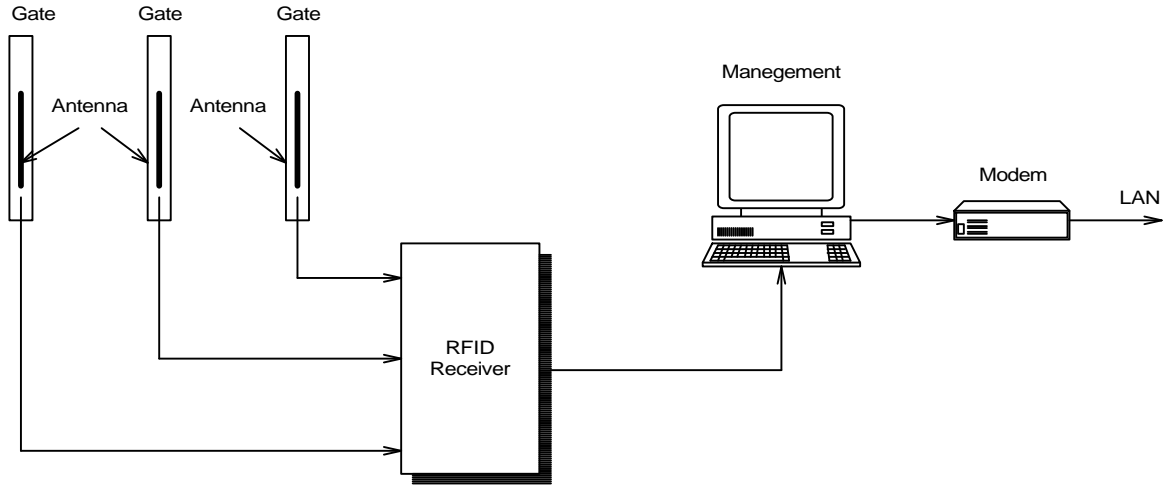 Gate
Gate
Gate
Antenna
Antenna
Manegement
Modem
LAN
RFID
Receiver